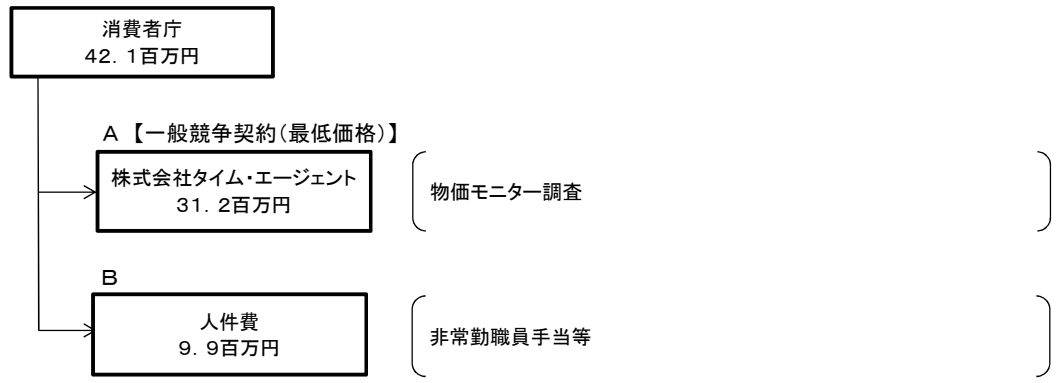 消費者庁
４２．１百万円
A 【一般競争契約（最低価格）】
株式会社タイム・エージェント
３１．２百万円
物価モニター調査
B
人件費
９．９百万円
非常勤職員手当等